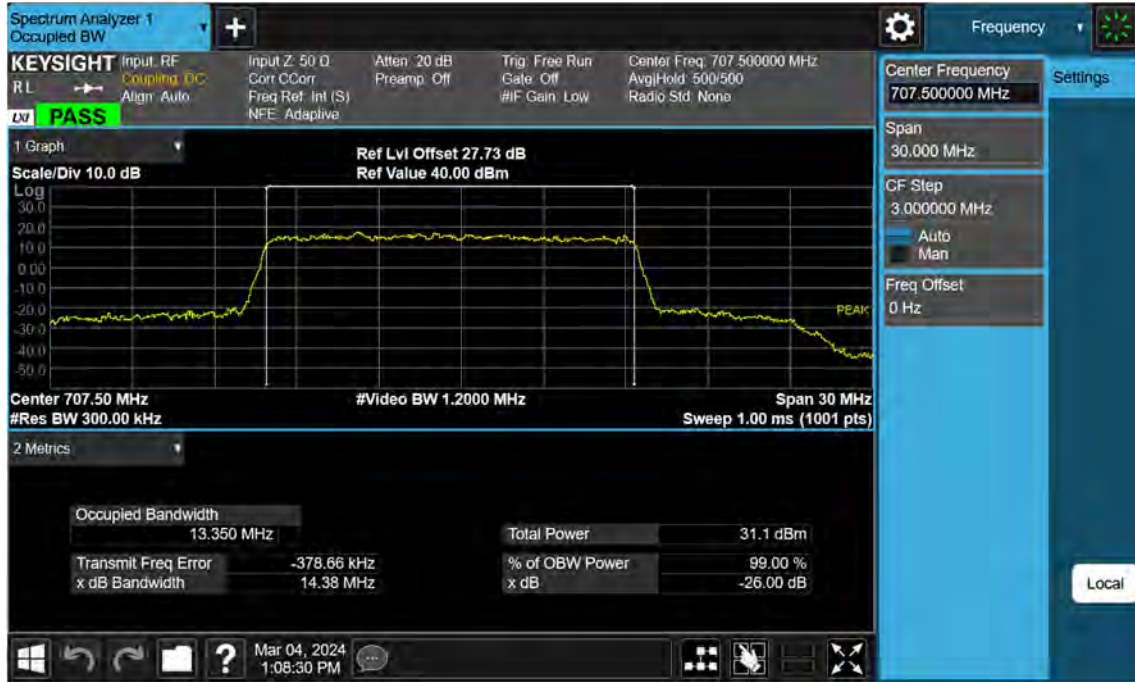 Spectrum Analyzer 1
Occupied BW
+
Frequency
KEYSIGHT
RL
LXI
PASS
Input: RF
Coupling: DC
Align: Auto
Input Z: 50 Ω
Corr CCorr
Freq Ref: Int (S)
NFE: Adaptive
Atten: 20 dB
Preamp: Off
Trig: Free Run
Gate: Off
#IF Gain: Low
Center Freq: 707.500000 MHz
Avg|Hold: 500/500
Radio Std: None
Center Frequency
707.500000 MHz
Settings
Span
30.000 MHz
CF Step
3.000000 MHz
Auto
Man
Freq Offset
0 Hz
Local
1 Graph
Scale/Div 10.0 dB
Ref Lvl Offset 27.73 dB
Ref Value 40.00 dBm
Log
30.0
20.0
10.0
0.00
-10.0
-20.0
-30.0
-40.0
-50.0
PEAK
Center 707.50 MHz
#Video BW 1.2000 MHz
Span 30 MHz
#Res BW 300.00 kHz
Sweep 1.00 ms (1001 pts)
2 Metrics
Occupied Bandwidth
13.350 MHz
Total Power 31.1 dBm
Transmit Freq Error -378.66 kHz
% of OBW Power 99.00 %
x dB Bandwidth 14.38 MHz
x dB -26.00 dB
?
Mar 04, 2024
1:08:30 PM